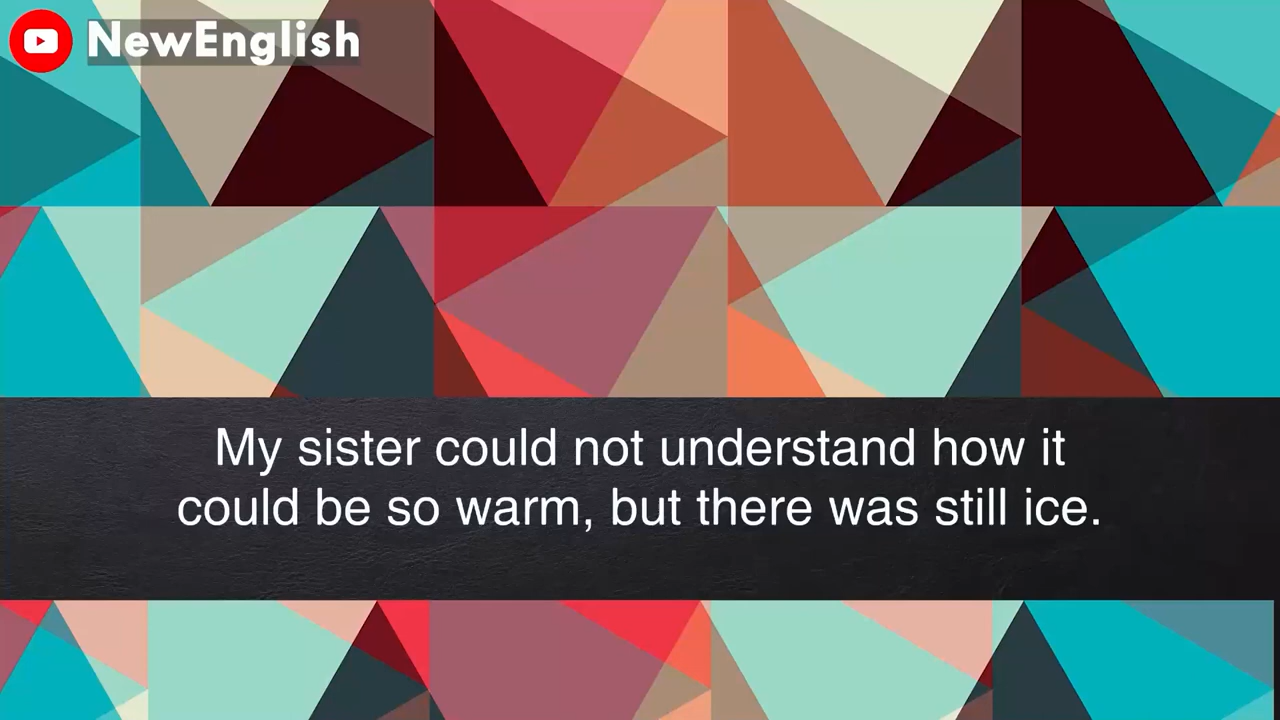 NewEnglish
My sister could not understand how it
could be so warm, but there was still ice.